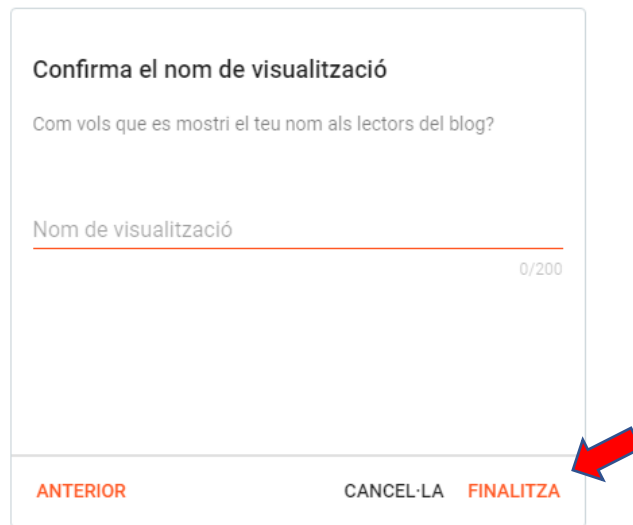 Confirma el nom de visualització
Com vols que es mostri el teu nom als lectors del blog?
Nom de visualització
0/200
ANTERIOR CANCEL·LA FINALITZA